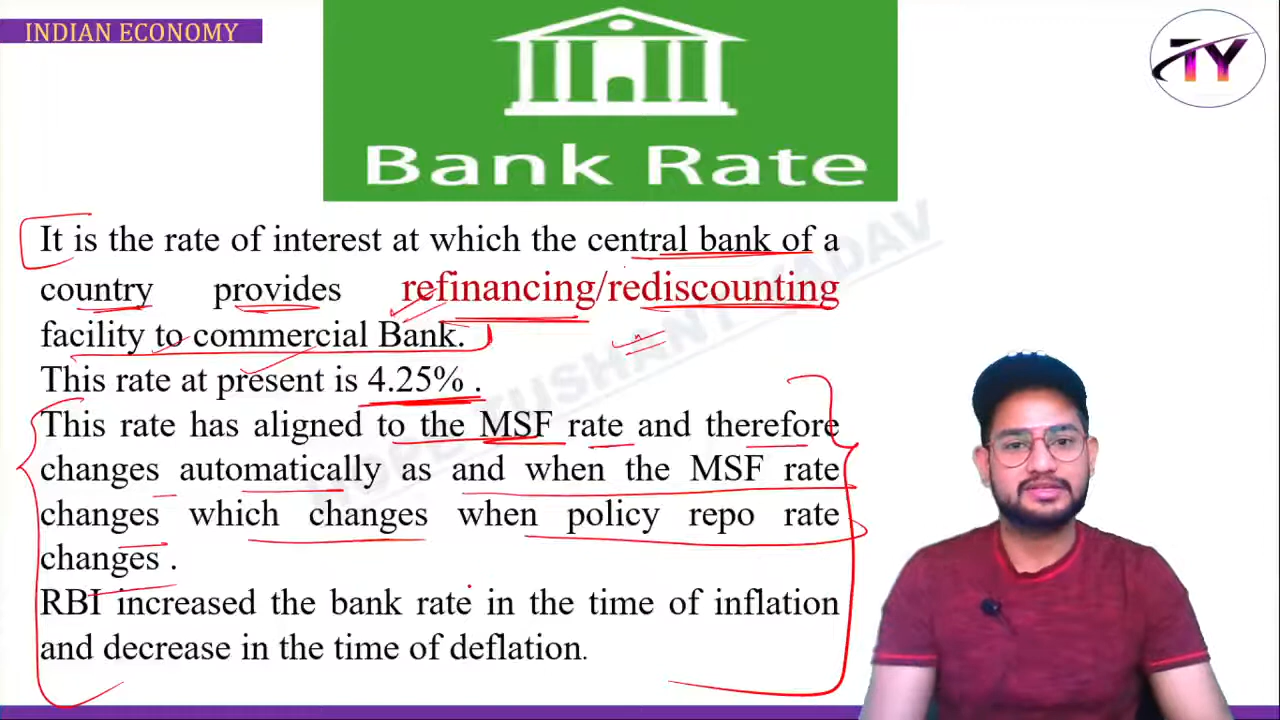 INDIAN ECONOMY
TY
Bank Rate
It is the rate of interest at which the central bank of a
country provides refinancing/rediscounting
facility to commercial Bank.
This rate at present is 4.25% .
This rate has aligned to the MSF rate and therefore
changes automatically as and when the MSF rate
changes which changes when policy repo rate
changes .
RBI increased the bank rate in the time of inflation
and decrease in the time of deflation.